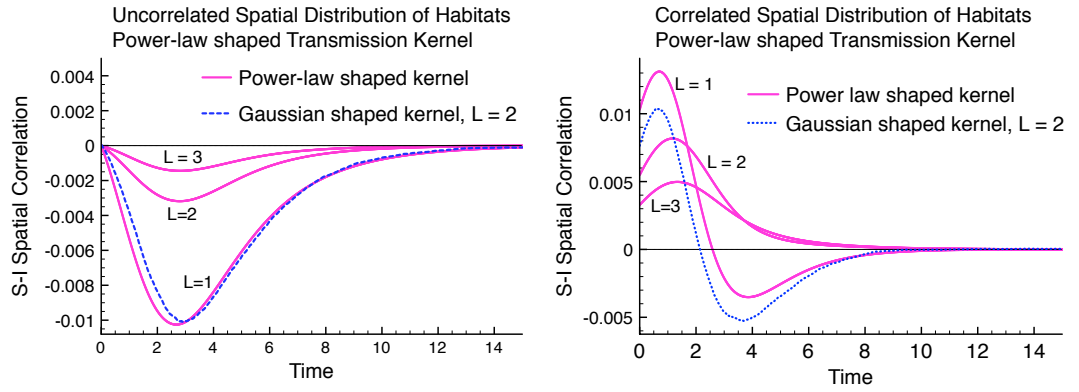 Uncorrelated Spatial Distribution of Habitats
Power-law shaped Transmission Kernel
0.004
0.002
0
-0.002
-0.004
-0.006
-0.008
-0.01
S-I Spatial Correlation
Power-law shaped kernel
Gaussian shaped kernel, L = 2
L = 3
L=2
L=1
0 2 4 6 8 10 12 14
Time
Correlated Spatial Distribution of Habitats
Power-law shaped Transmission Kernel
0.01
0.005
0
-0.005
S-I Spatial Correlation
L = 1
Power law shaped kernel
Gaussian shaped kernel, L = 2
L = 2
L=3
0 2 4 6 8 10 12 14
Time